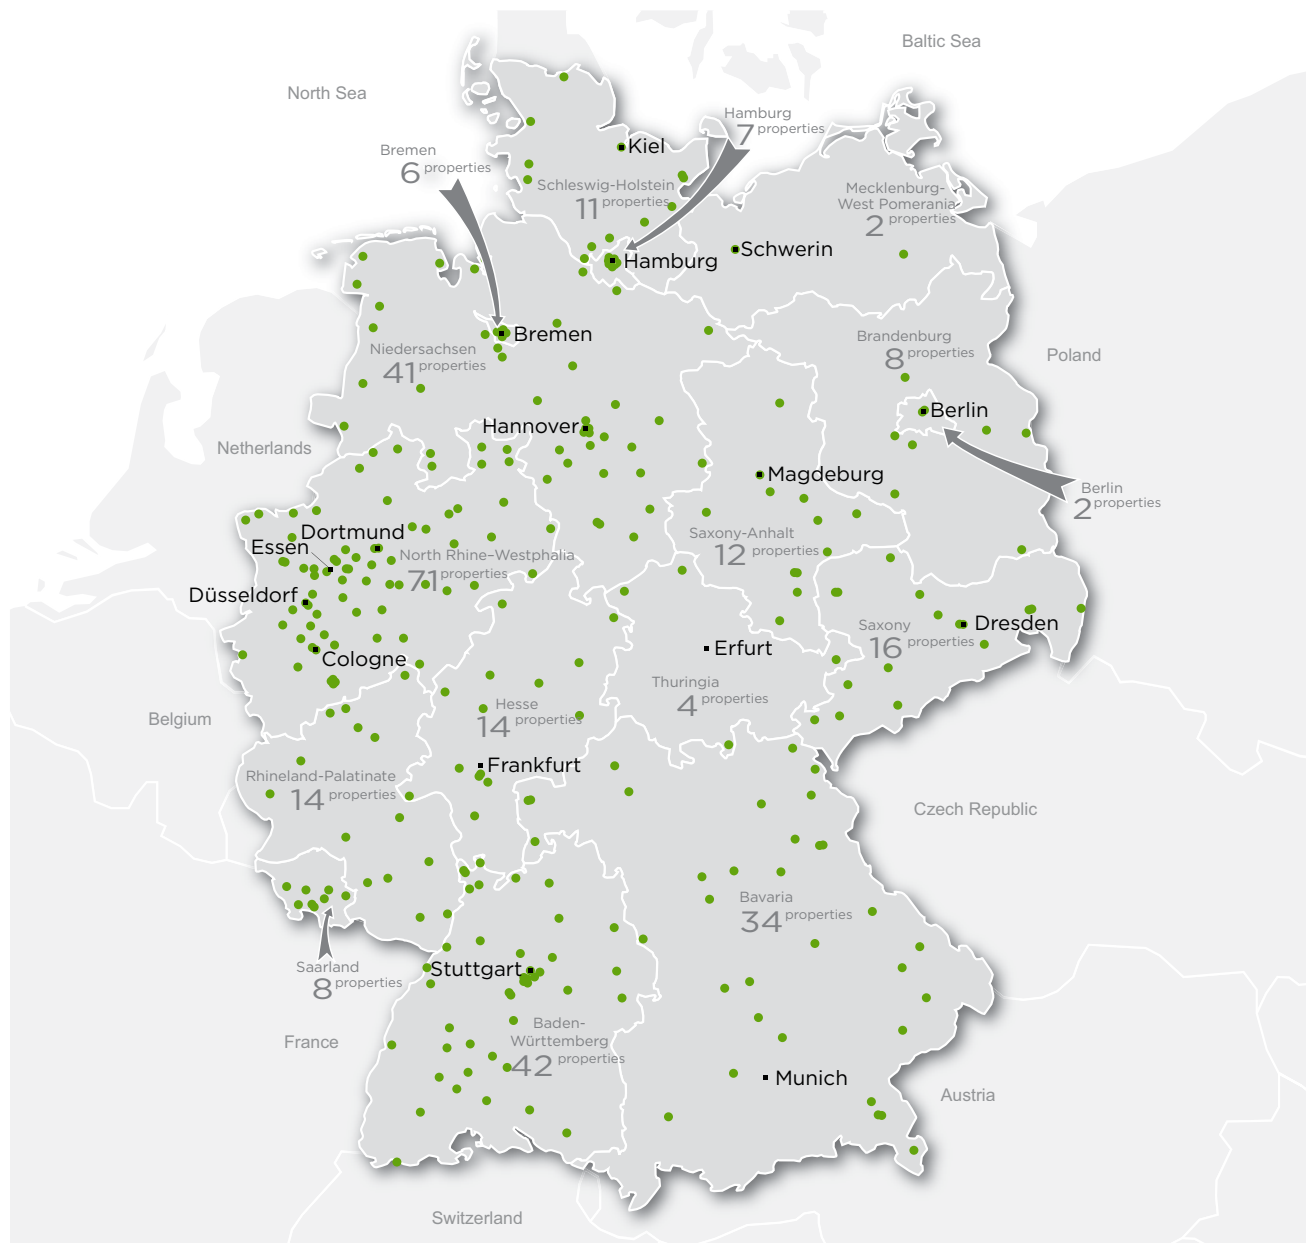 Baltic Sea
North Sea
Hamburg
7 properties
Bremen
6 properties
Kiel
Schleswig-Holstein
11 properties
Mecklenburg-
West Pomerania
2 properties
Schwerin
Hamburg
Bremen
Niedersachsen
41 properties
Brandenburg
8 properties
Poland
Berlin
Hannover
Netherlands
Magdeburg
Berlin
2 properties
Dortmund
Essen
North Rhine–Westphalia
71 properties
Saxony-Anhalt
12 properties
Düsseldorf
Dresden
Saxony
16 properties
Erfurt
Cologne
Thuringia
4 properties
Belgium
Hesse
14 properties
Frankfurt
Rhineland-Palatinate
14 properties
Czech Republic
Bavaria
34 properties
Stuttgart
Saarland
8 properties
France
Baden-
Württemberg
42 properties
Munich
Austria
Switzerland